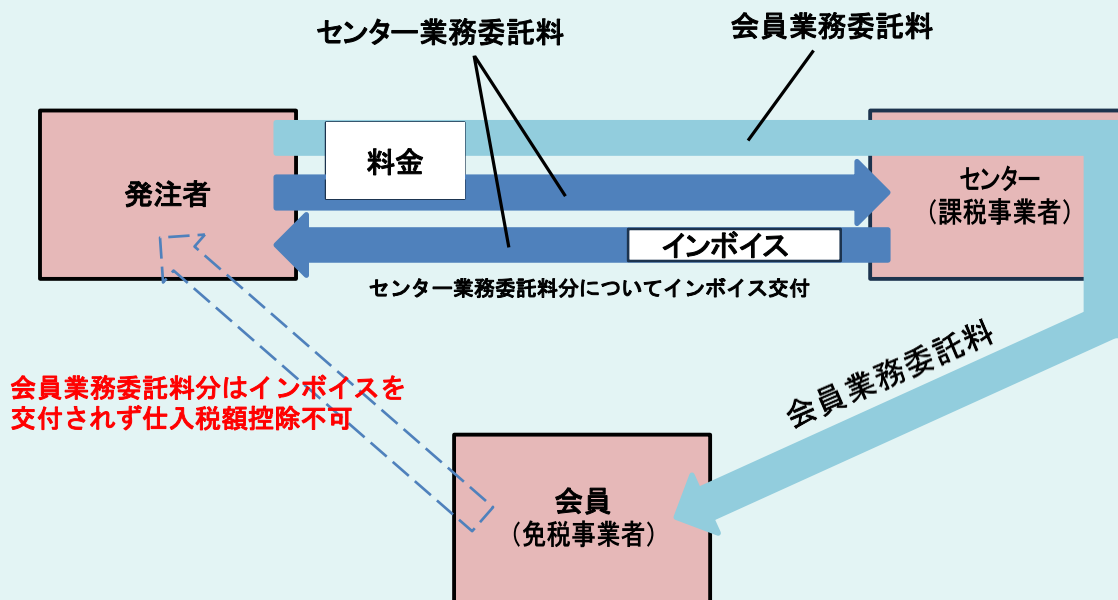 センター業務委託料
会員業務委託料
発注者
料金
センター
（課税事業者）
インボイス
センター業務委託料分についてインボイス交付
会員業務委託料
会員業務委託料分はインボイスを
交付されず仕入税額控除不可
会員
（免税事業者）